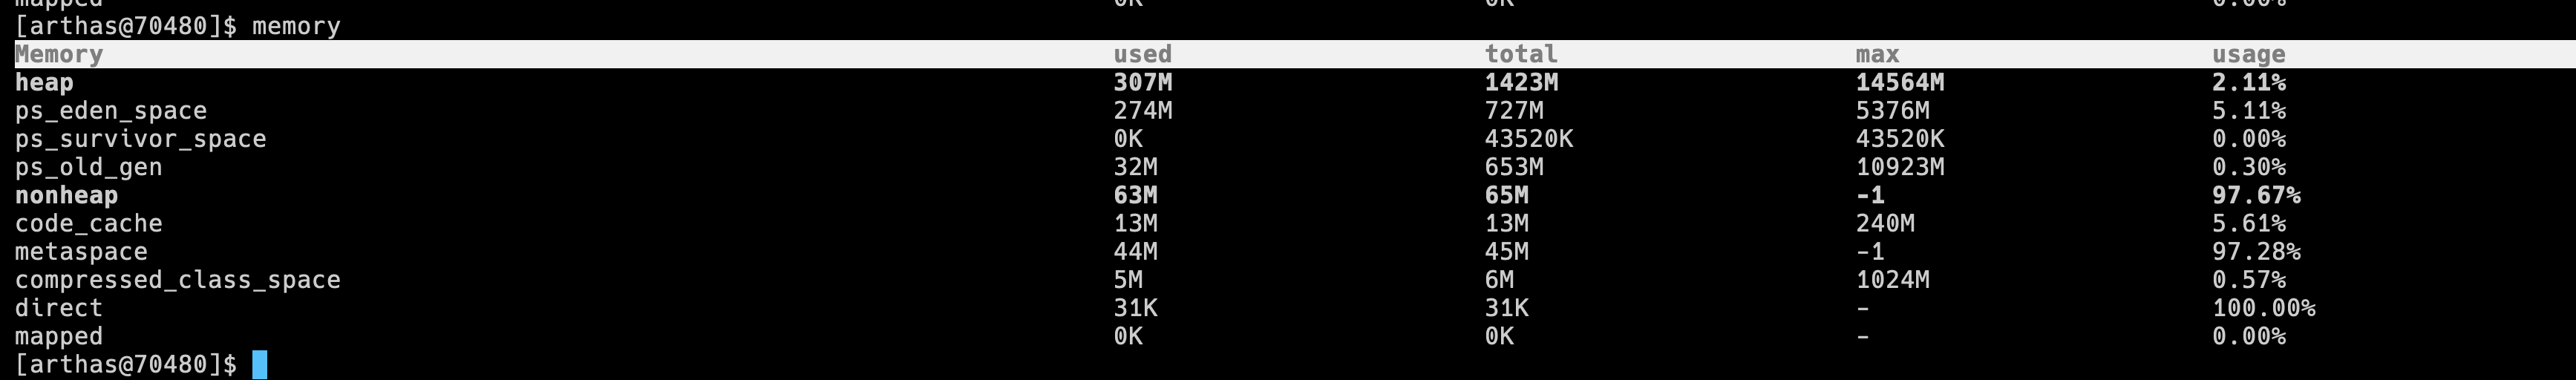 mapped 0K 0K 0.00%
[arthas@70480]$ memory
Memory used total max usage
heap 307M 1423M 14564M 2.11%
ps_eden_space 274M 727M 5376M 5.11%
ps_survivor_space 0K 43520K 43520K 0.00%
ps_old_gen 32M 653M 10923M 0.30%
nonheap 63M 65M -1 97.67%
code_cache 13M 13M 240M 5.61%
metaspace 44M 45M -1 97.28%
compressed_class_space 5M 6M 1024M 0.57%
direct 31K 31K - 100.00%
mapped 0K 0K - 0.00%
[arthas@70480]$